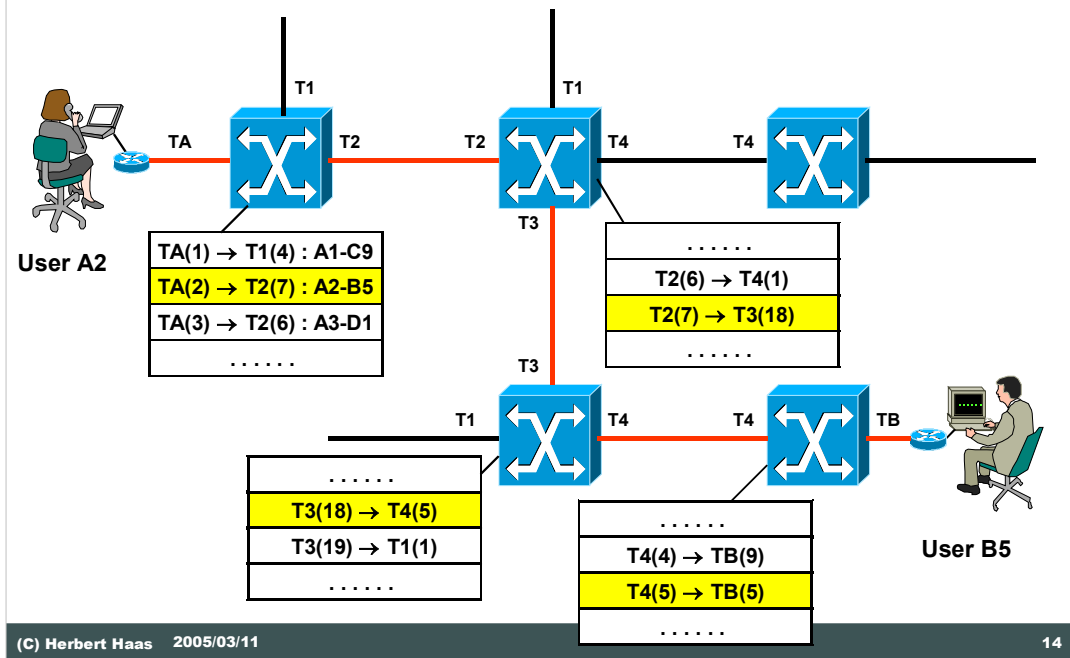 T1
T1
TA
T2
T2
T4
T4
T3
User A2
TA(1) → T1(4) : A1-C9
TA(2) → T2(7) : A2-B5
TA(3) → T2(6) : A3-D1
. . . . . .
. . . . . .
T2(6) → T4(1)
T2(7) → T3(18)
. . . . . .
T3
T1
T4
T4
TB
. . . . . .
T3(18) → T4(5)
T3(19) → T1(1)
. . . . . .
. . . . . .
T4(4) → TB(9)
T4(5) → TB(5)
. . . . . .
User B5
(C) Herbert Haas 2005/03/11
14